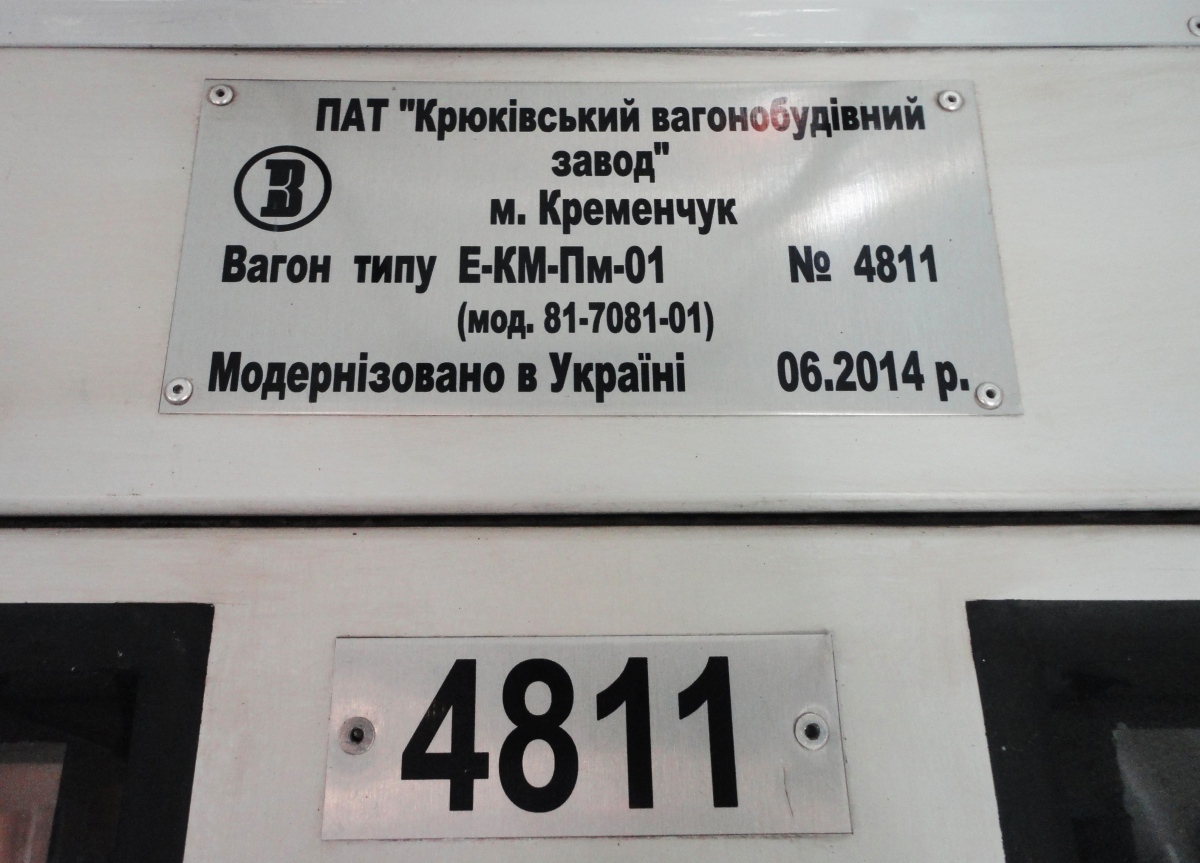 ПАТ "Крюківський вагонобудівний
завод"
м. Кременчук
Вагон типу Е-КМ-Пм-01 № 4811
(мод. 81-7081-01)
Модернізовано в Україні 06.2014 р.
4811